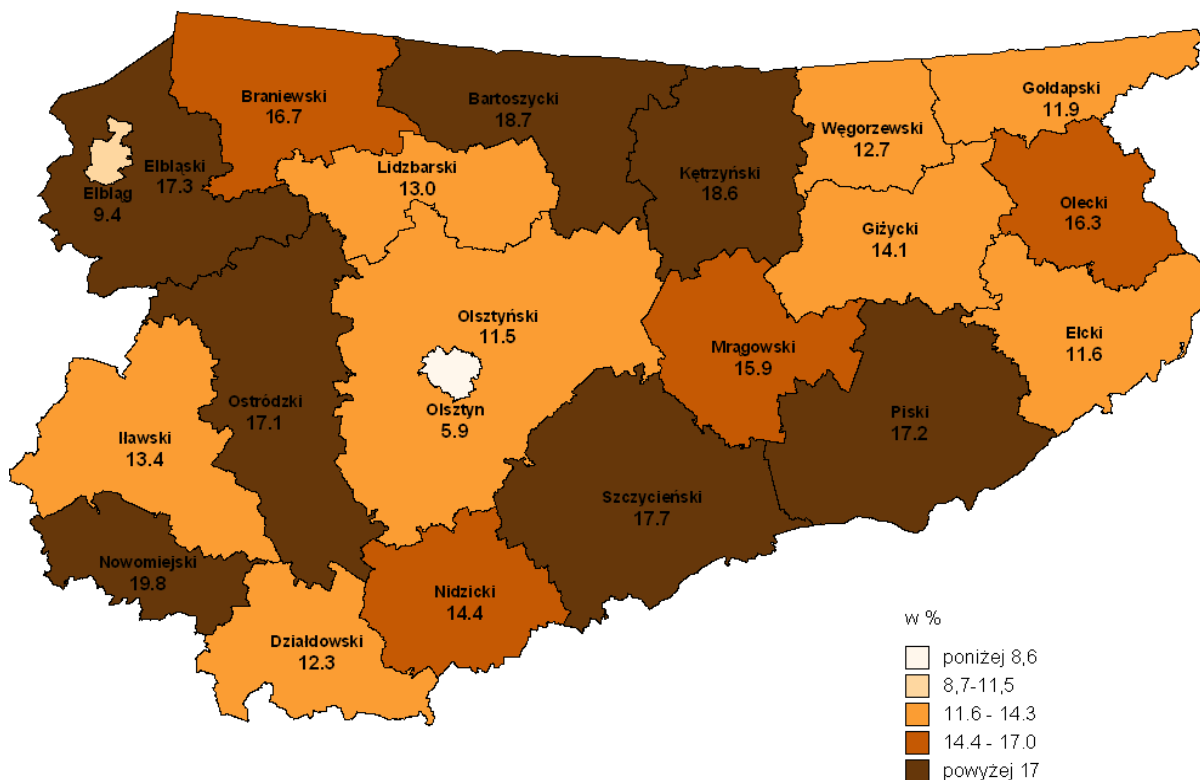 Gołdapski
11.9
Braniewski
16.7
Bartoszycki
18.7
Węgorzewski
12.7
Elbląski
17.3
Elbląg
9.4
Lidzbarski
13.0
Kętrzyński
18.6
Olecki
16.3
Giżycki
14.1
Olsztyński
11.5
Ełcki
11.6
Mrągowski
15.9
Olsztyn
5.9
Ostródzki
17.1
Piski
17.2
Iławski
13.4
Szczycieński
17.7
Nowomiejski
19.8
Nidzicki
14.4
Działdowski
12.3
w %
poniżej 8,6
8,7-11,5
11.6 - 14.3
14.4 - 17.0
powyżej 17